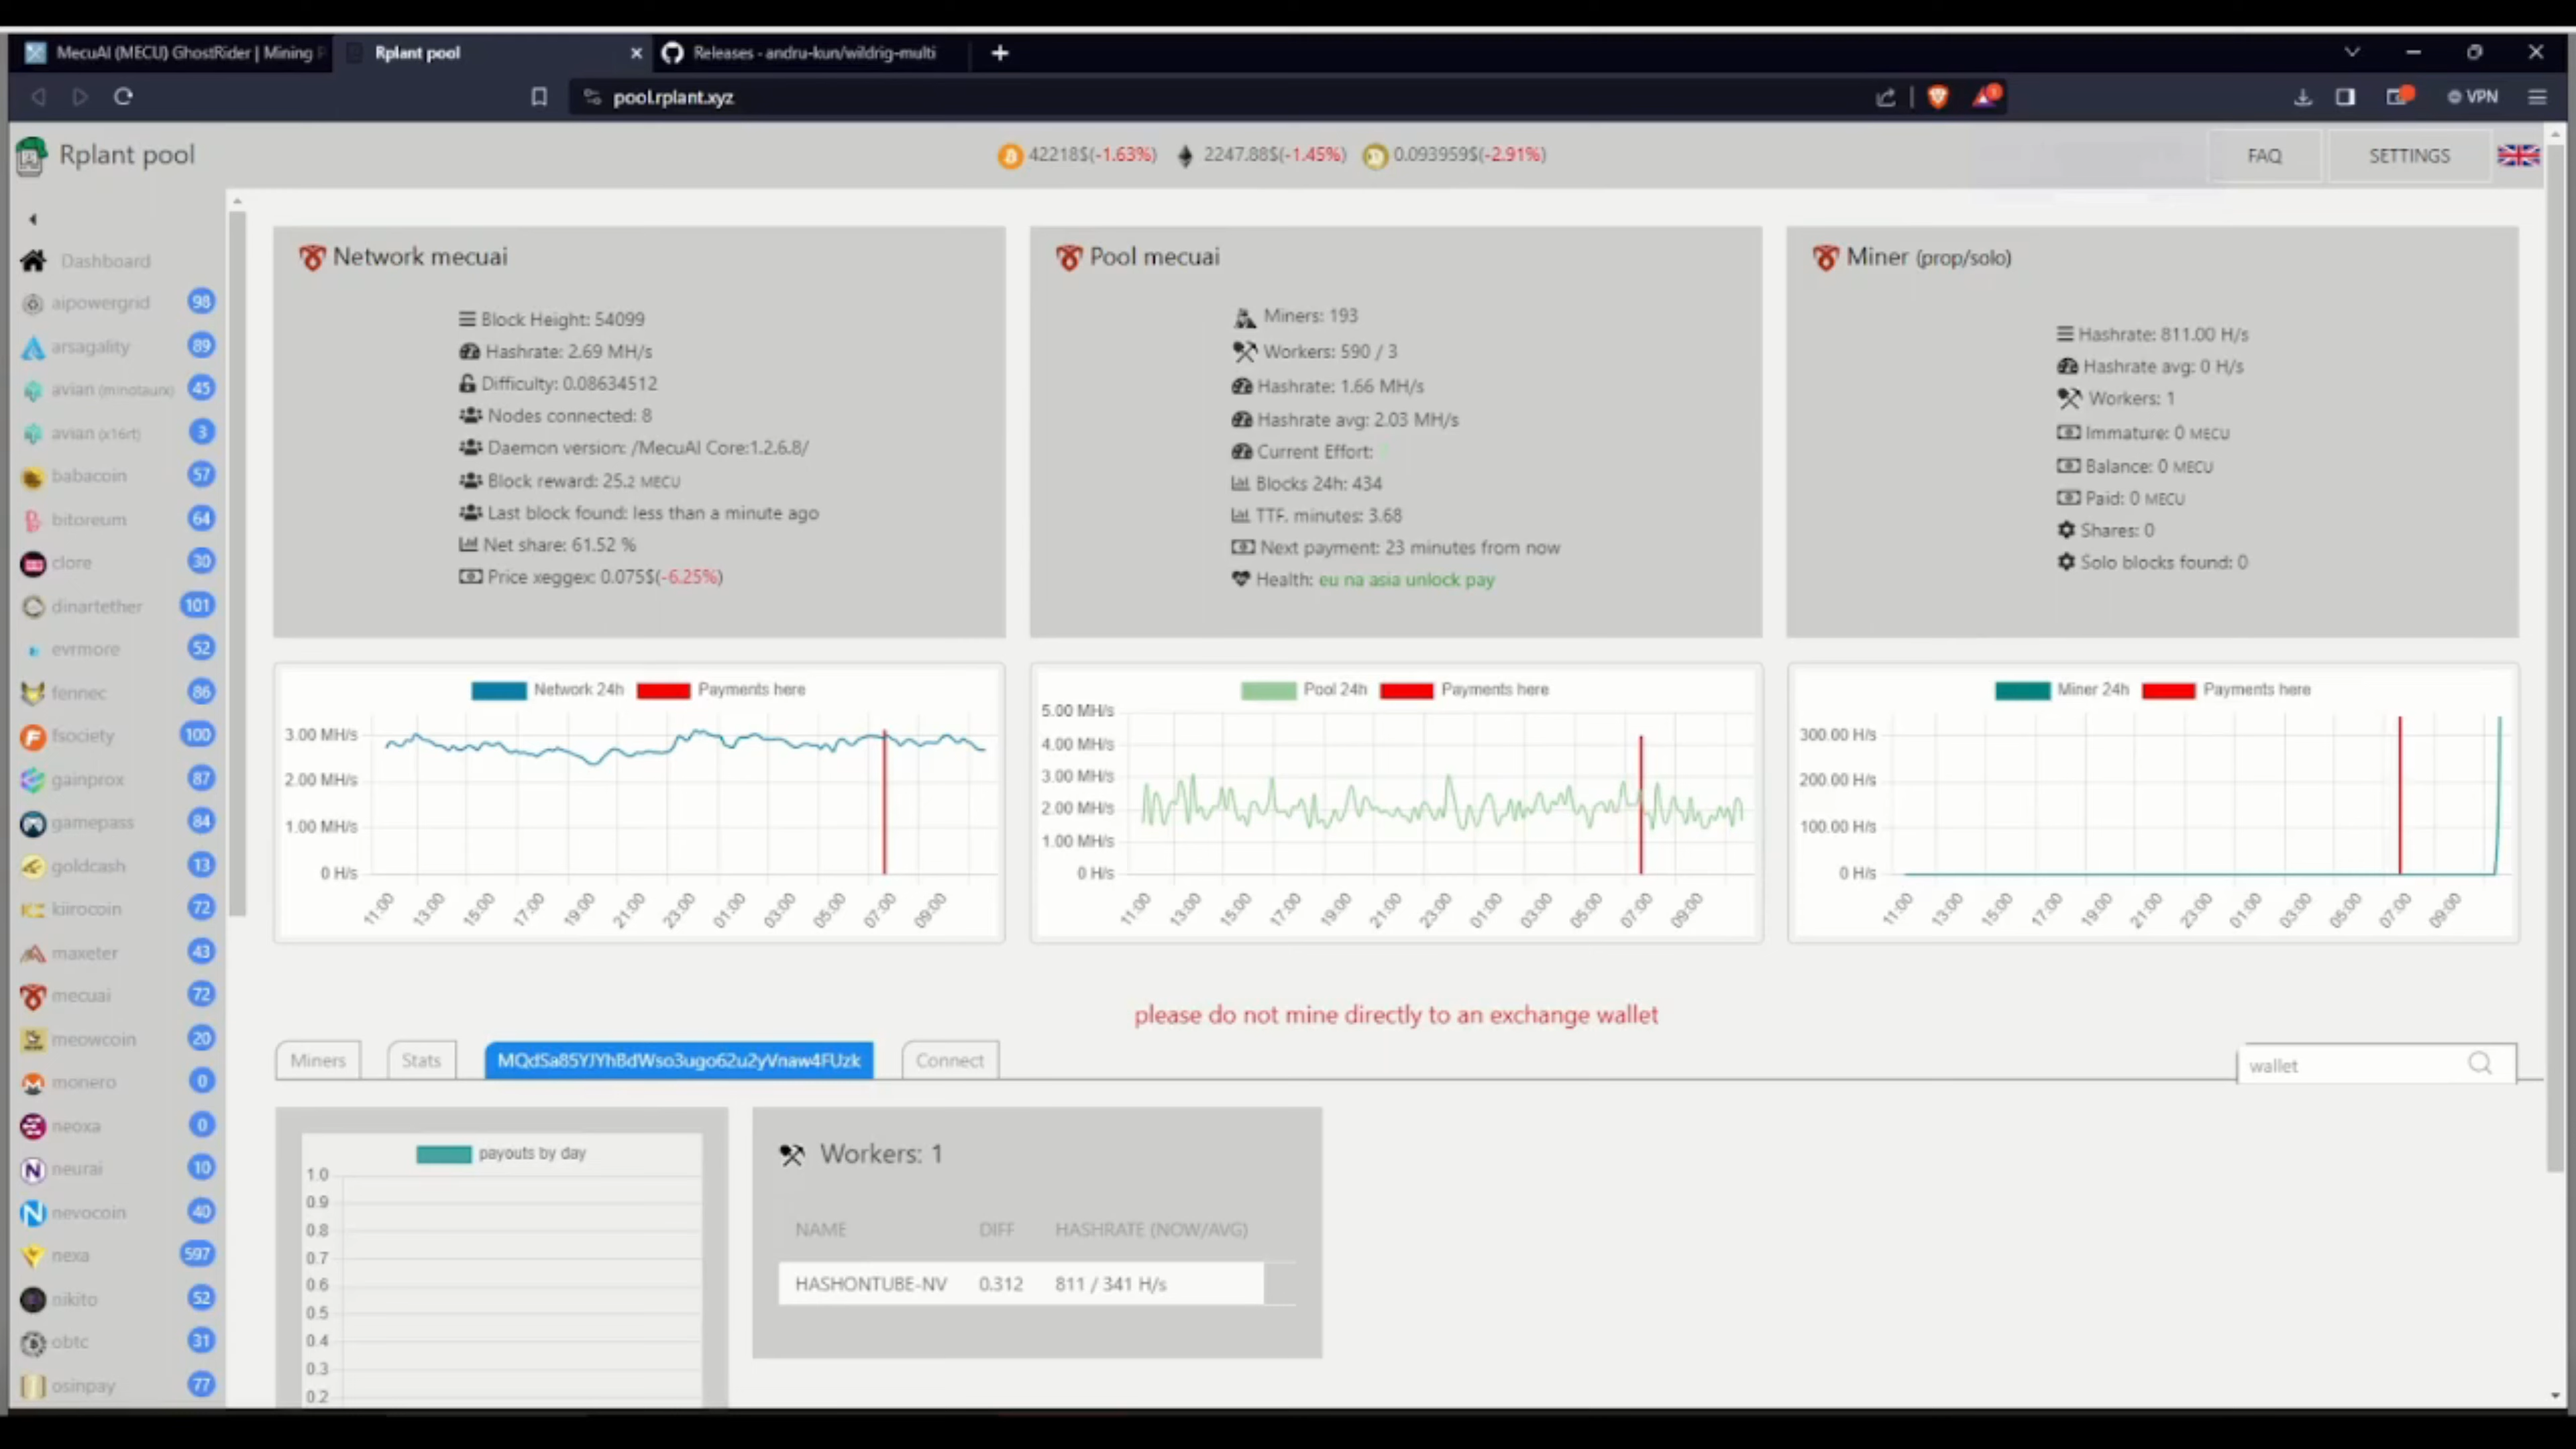 MecuAI (MECU) GhostRider | Mining P
Rplant pool
Releases - andru-kun/wildrig-multi
pool.rplant.xyz
VPN
Rplant pool
42218$(-1.63%)
2247.88$(-1.45%)
0.093959$(-2.91%)
FAQ
SETTINGS
Dashboard
aipowergrid 98
arsagality 89
avian (minotaurx) 45
avian (x16rt) 3
babacoin 57
bitoreum 64
clore 30
dinartether 101
evrmore 52
fennec 86
fsociety 100
gainprox 87
gamepass 84
goldcash 13
kiirocoin 72
maxeter 43
mecuai 72
meowcoin 20
monero 0
neoxa 0
neurai 10
nevocoin 40
nexa 597
nikito 52
obtc 31
osinpay 77
Network mecuai
Block Height: 54099
Hashrate: 2.69 MH/s
Difficulty: 0.08634512
Nodes connected: 8
Daemon version: /MecuAI Core:1.2.6.8/
Block reward: 25.2 MECU
Last block found: less than a minute ago
Net share: 61.52 %
Price xeggex: 0.075$(-6.25%)
Pool mecuai
Miners: 193
Workers: 590 / 3
Hashrate: 1.66 MH/s
Hashrate avg: 2.03 MH/s
Current Effort:
Blocks 24h: 434
TTF. minutes: 3.68
Next payment: 23 minutes from now
Health: eu na asia unlock pay
Miner (prop/solo)
Hashrate: 811.00 H/s
Hashrate avg: 0 H/s
Workers: 1
Immature: 0 MECU
Balance: 0 MECU
Paid: 0 MECU
Shares: 0
Solo blocks found: 0
Network 24h Payments here
3.00 MH/s
2.00 MH/s
1.00 MH/s
0 H/s
11:00 13:00 15:00 17:00 19:00 21:00 23:00 01:00 03:00 05:00 07:00 09:00
Pool 24h Payments here
5.00 MH/s
4.00 MH/s
3.00 MH/s
2.00 MH/s
1.00 MH/s
0 H/s
11:00 13:00 15:00 17:00 19:00 21:00 23:00 01:00 03:00 05:00 07:00 09:00
Miner 24h Payments here
300.00 H/s
200.00 H/s
100.00 H/s
0 H/s
11:00 13:00 15:00 17:00 19:00 21:00 23:00 01:00 03:00 05:00 07:00 09:00
please do not mine directly to an exchange wallet
Miners
Stats
MQdSa85YJYhBdWso3ugo62u2yVnaw4FUzk
Connect
wallet
payouts by day
1.0
0.9
0.8
0.7
0.6
0.5
0.4
0.3
0.2
Workers: 1
NAME DIFF HASHRATE (NOW/AVG)
HASHONTUBE-NV 0.312 811 / 341 H/s